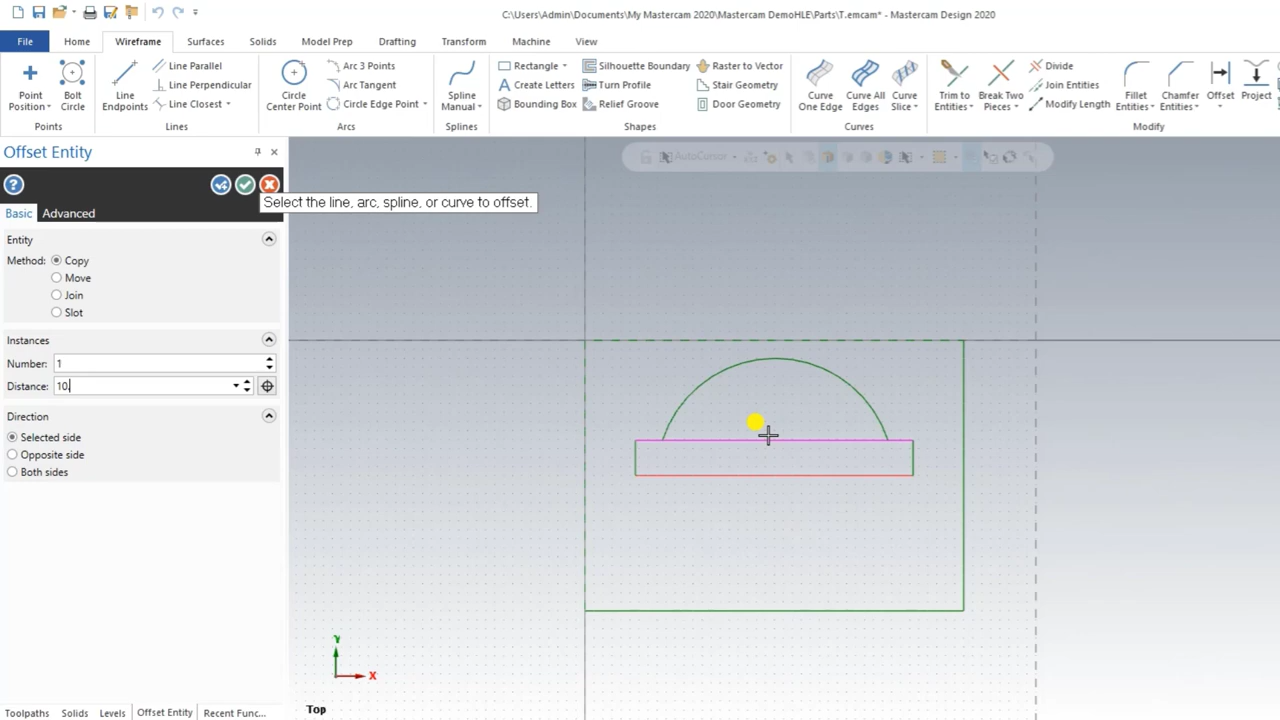 C:\Users\Admin\Documents\My Mastercam 2020\Mastercam DemoHLE\Parts\T.emcam* - Mastercam Design 2020
File Home Wireframe Surfaces Solids Model Prep Drafting Transform Machine View
Point Position
Bolt Circle
Points
Line Endpoints
Line Parallel
Line Perpendicular
Line Closest
Lines
Circle Center Point
Arc 3 Points
Arc Tangent
Circle Edge Point
Arcs
Spline Manual
Splines
Rectangle
Create Letters
Bounding Box
Silhouette Boundary
Turn Profile
Relief Groove
Raster to Vector
Stair Geometry
Door Geometry
Shapes
Curve One Edge
Curve All Edges
Curve Slice
Curves
Trim to Entities
Break Two Pieces
Divide
Join Entities
Modify Length
Fillet Entities
Chamfer Entities
Offset
Project
Modify
Offset Entity
AutoCursor
Select the line, arc, spline, or curve to offset.
Basic Advanced
Entity
Method: Copy
Move
Join
Slot
Instances
Number: 1
Distance: 10.
Direction
Selected side
Opposite side
Both sides
Y
X
Top
Toolpaths Solids Levels Offset Entity Recent Func...